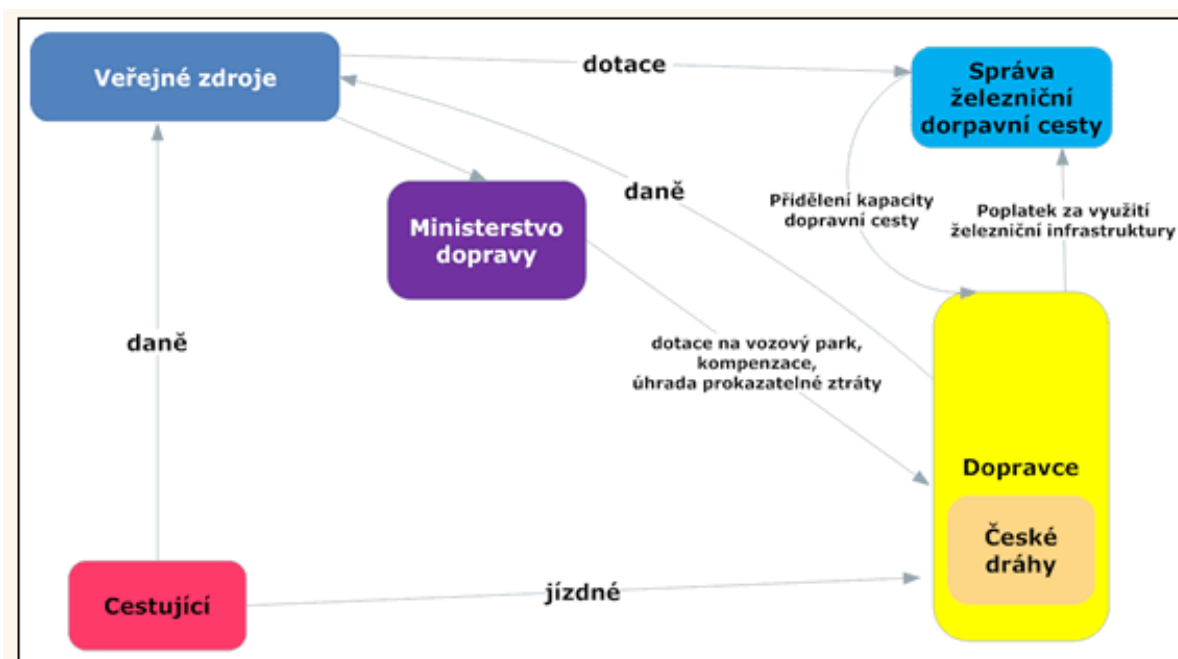 Veřejné zdroje
dotace
Správa
železniční
dorpavní cesty
Ministerstvo
dopravy
daně
Přidělení kapacity
dopravní cesty
Poplatek za využití
železniční infrastruktury
daně
dotace na vozový park,
kompenzace,
úhrada prokazatelné ztráty
Dopravce
České
dráhy
Cestující
jízdné